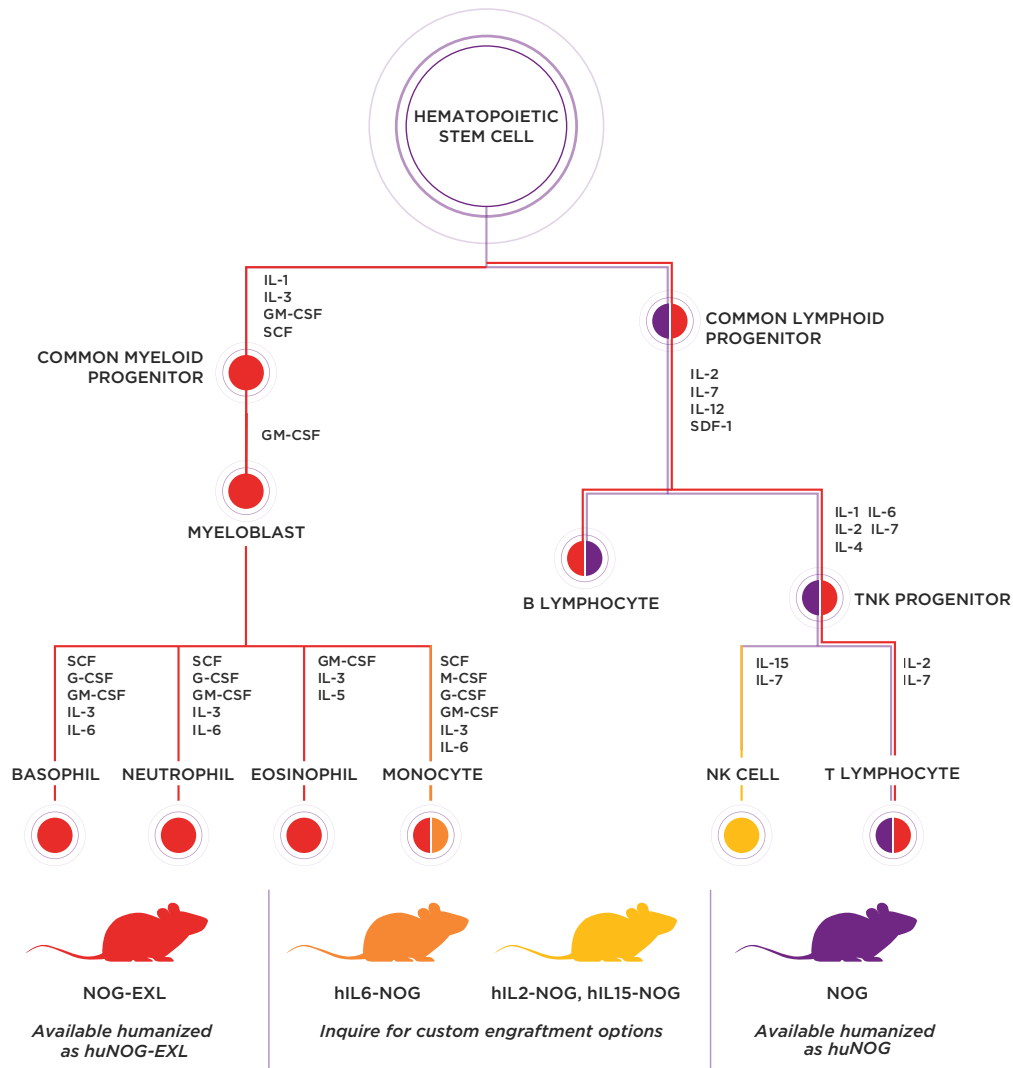 HEMATOPOIETIC
STEM CELL
IL-1
IL-3
GM-CSF
SCF
COMMON MYELOID
PROGENITOR
COMMON LYMPHOID
PROGENITOR
IL-2
IL-7
IL-12
SDF-1
GM-CSF
MYELOBLAST
IL-1 IL-6
IL-2 IL-7
IL-4
B LYMPHOCYTE
TNK PROGENITOR
SCF
G-CSF
GM-CSF
IL-3
IL-6
SCF
G-CSF
GM-CSF
IL-3
IL-6
GM-CSF
IL-3
IL-5
SCF
M-CSF
G-CSF
GM-CSF
IL-3
IL-6
IL-15
IL-7
IL-2
IL-7
BASOPHIL
NEUTROPHIL
EOSINOPHIL
MONOCYTE
NK CELL
T LYMPHOCYTE
NOG-EXL
Available humanized
as huNOG-EXL
hIL6-NOG
hIL2-NOG, hIL15-NOG
Inquire for custom engraftment options
NOG
Available humanized
as huNOG